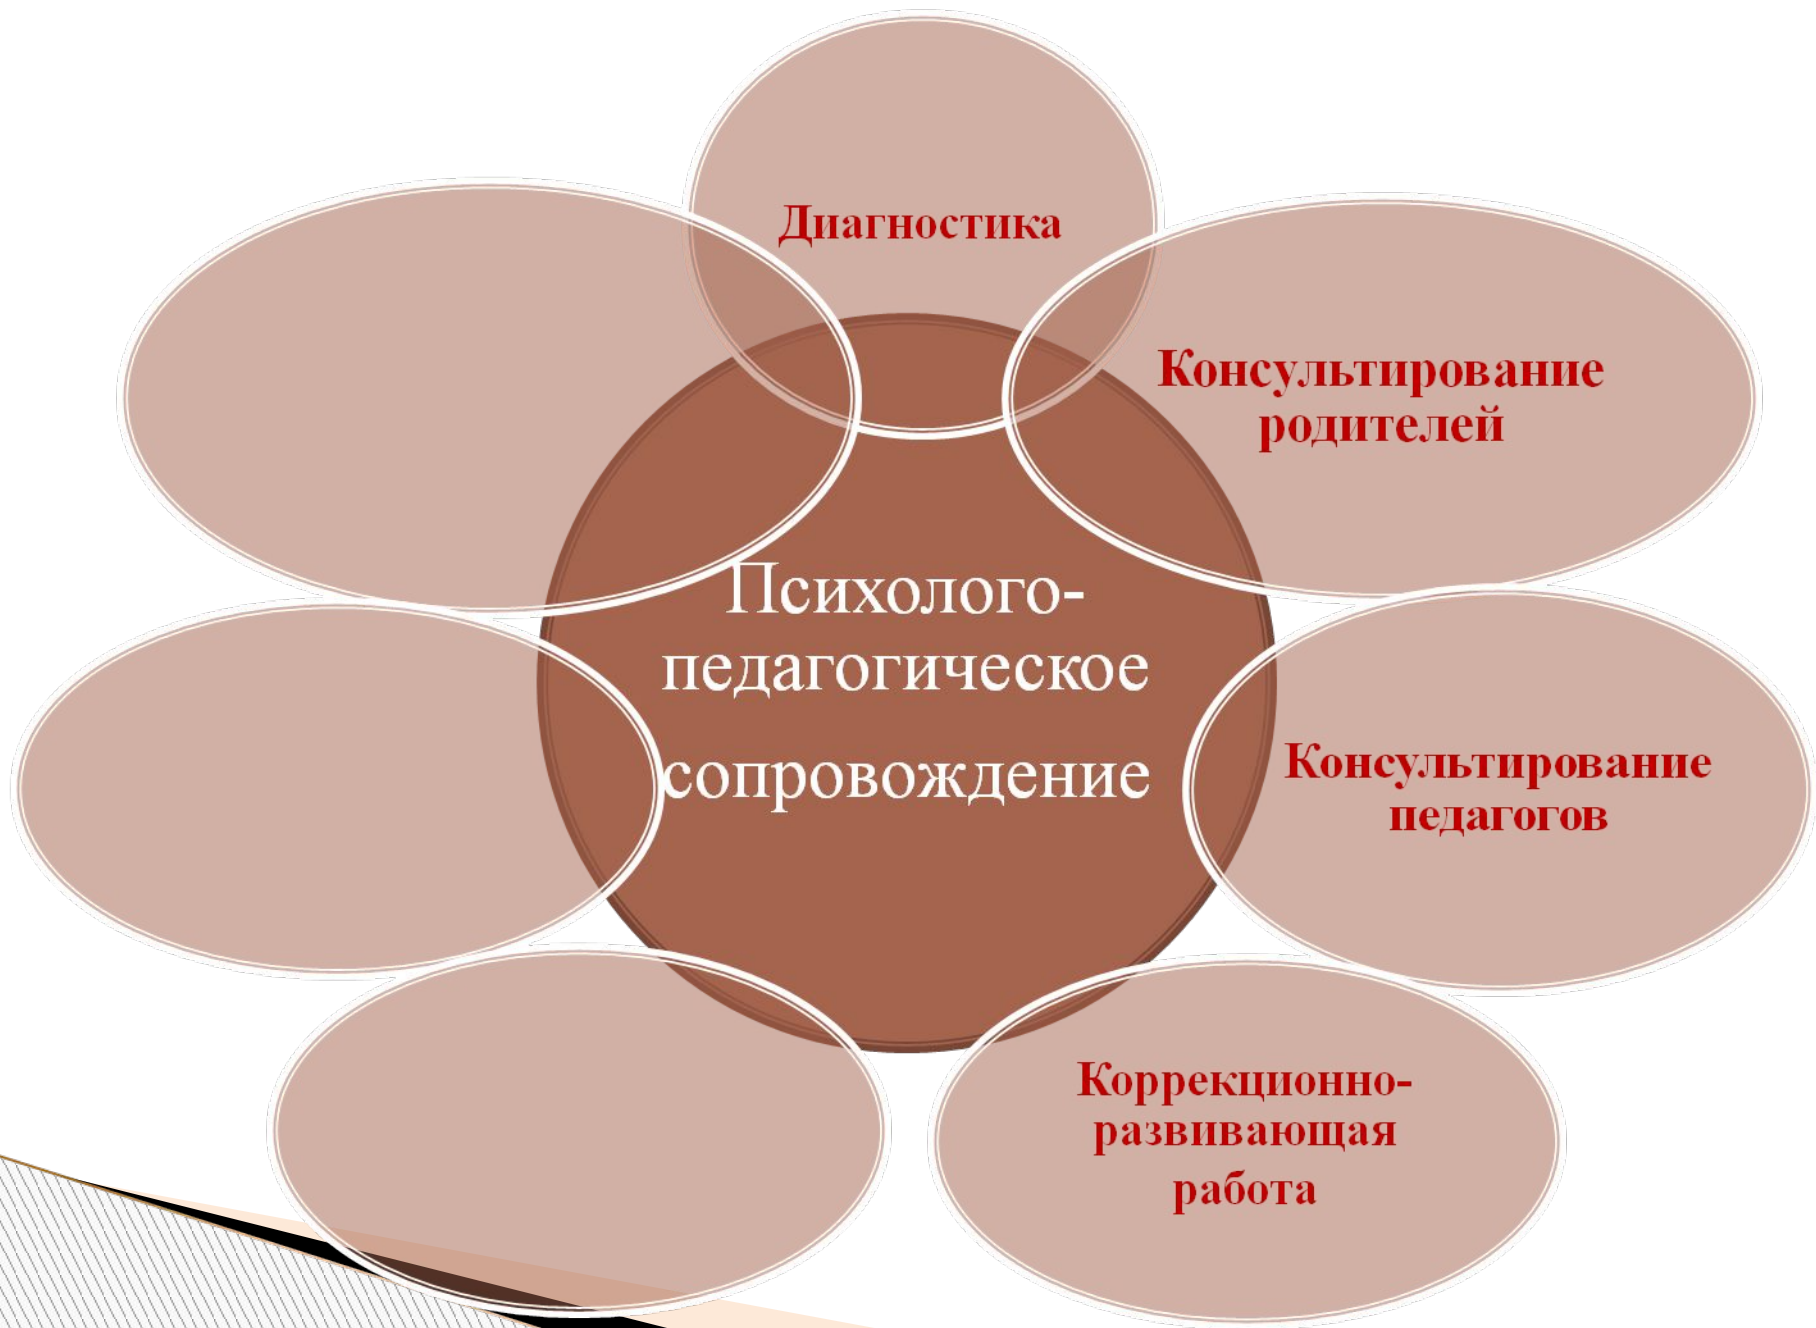 Диагностика
Консультирование
родителей
Психолого-
педагогическое
сопровождение
Консультирование
педагогов
Коррекционно-
развивающая
работа